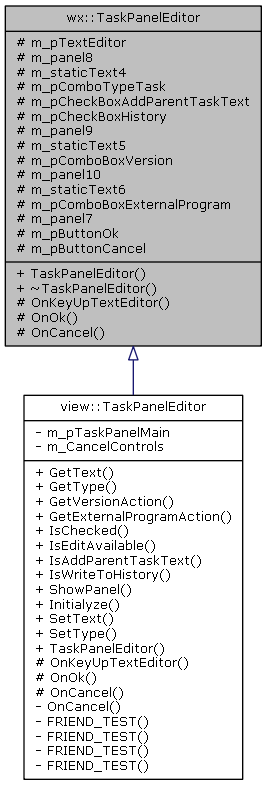 wx::TaskPanelEditor
# m_pTextEditor
# m_panel8
# m_staticText4
# m_pComboTypeTask
# m_pCheckBoxAddParentTaskText
# m_pCheckBoxHistory
# m_panel9
# m_staticText5
# m_pComboBoxVersion
# m_panel10
# m_staticText6
# m_pComboBoxExternalProgram
# m_panel7
# m_pButtonOk
# m_pButtonCancel
+ TaskPanelEditor()
+ ~TaskPanelEditor()
# OnKeyUpTextEditor()
# OnOk()
# OnCancel()
view::TaskPanelEditor
- m_pTaskPanelMain
- m_CancelControls
+ GetText()
+ GetType()
+ GetVersionAction()
+ GetExternalProgramAction()
+ IsChecked()
+ IsEditAvailable()
+ IsAddParentTaskText()
+ IsWriteToHistory()
+ ShowPanel()
+ Initialyze()
+ SetText()
+ SetType()
+ TaskPanelEditor()
# OnKeyUpTextEditor()
# OnOk()
# OnCancel()
- OnCancel()
- FRIEND_TEST()
- FRIEND_TEST()
- FRIEND_TEST()
- FRIEND_TEST()